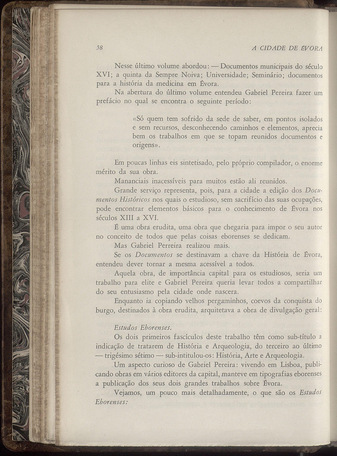 38 A CIDADE DE ÉVORA
Nesse último volume abordou: — Documentos municipais do século
XVI; a quinta da Sempre Noiva; Universidade; Seminário; documentos
para a história da medicina em Évora.
Na abertura do último volume entendeu Gabriel Pereira fazer um
prefácio no qual se encontra o seguinte período:
«Só quem tem sofrido da sede de saber, em pontos isolados
e sem recursos, desconhecendo caminhos e elementos, aprecia
bem os trabalhos em que se topam reunidos documentos e
origens».
Em poucas linhas eis sintetisado, pelo próprio compilador, o enorme
mérito da sua obra.
Mananciais inacessíveis para muitos estão ali reunidos.
Grande serviço representa, pois, para a cidade a edição dos Docu-
mentos Históricos nos quais o estudioso, sem sacrifício das suas ocupações,
pode encontrar elementos básicos para o conhecimento de Évora nos
séculos XIII a XVI.
É uma obra erudita, uma obra que chegaria para impor o seu autor
no conceito de todos que pelas coisas eborenses se dedicam.
Mas Gabriel Pereira realizou mais.
Se os Documentos se destinavam a chave da História de Évora,
entendeu dever tornar a mesma acessível a todos.
Aquela obra, de importância capital para os estudiosos, seria um
trabalho para elite e Gabriel Pereira queria levar todos a compartilhar
do seu entusiasmo pela cidade onde nascera.
Enquanto ia copiando velhos pergaminhos, coevos da conquista do
burgo, destinados à obra erudita, arquitetava a obra de divulgação geral:
Estudos Eborenses.
Os dois primeiros fascículos deste trabalho têm como sub-título a
indicação de tratarem de História e Arqueologia, do terceiro ao último
— trigésimo sétimo — sub-intitulou-os: História, Arte e Arqueologia.
Um aspecto curioso de Gabriel Pereira: vivendo em Lisboa, publi-
cando obras em vários editores da capital, manteve em tipografias eborenses
a publicação dos seus dois grandes trabalhos sobre Évora.
Vejamos, um pouco mais detalhadamente, o que são os Estudos
Eborenses: